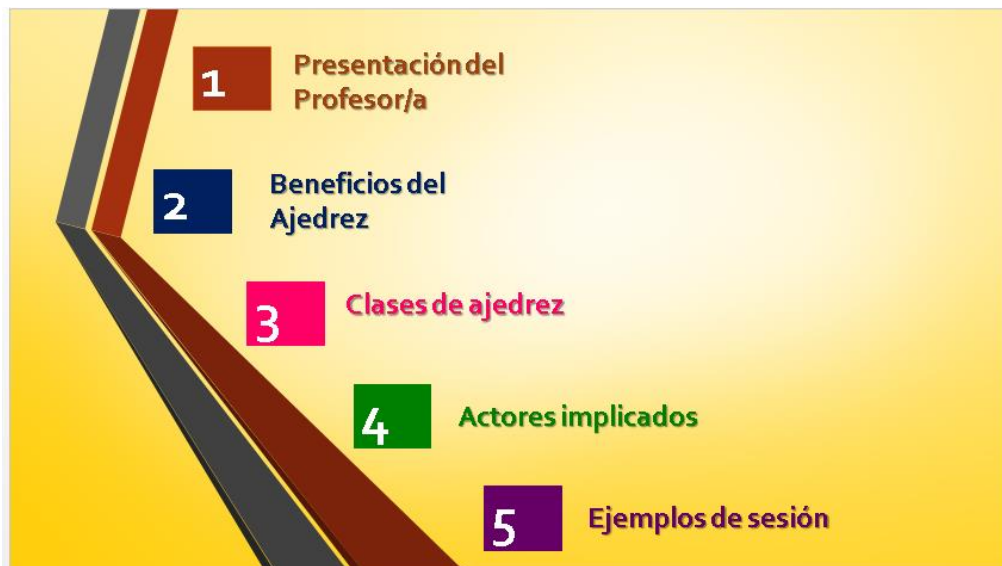 1
Presentación del
Profesor/a
2
Beneficios del
Ajedrez
3
Clases de ajedrez
4
Actores implicados
5
Ejemplos de sesión